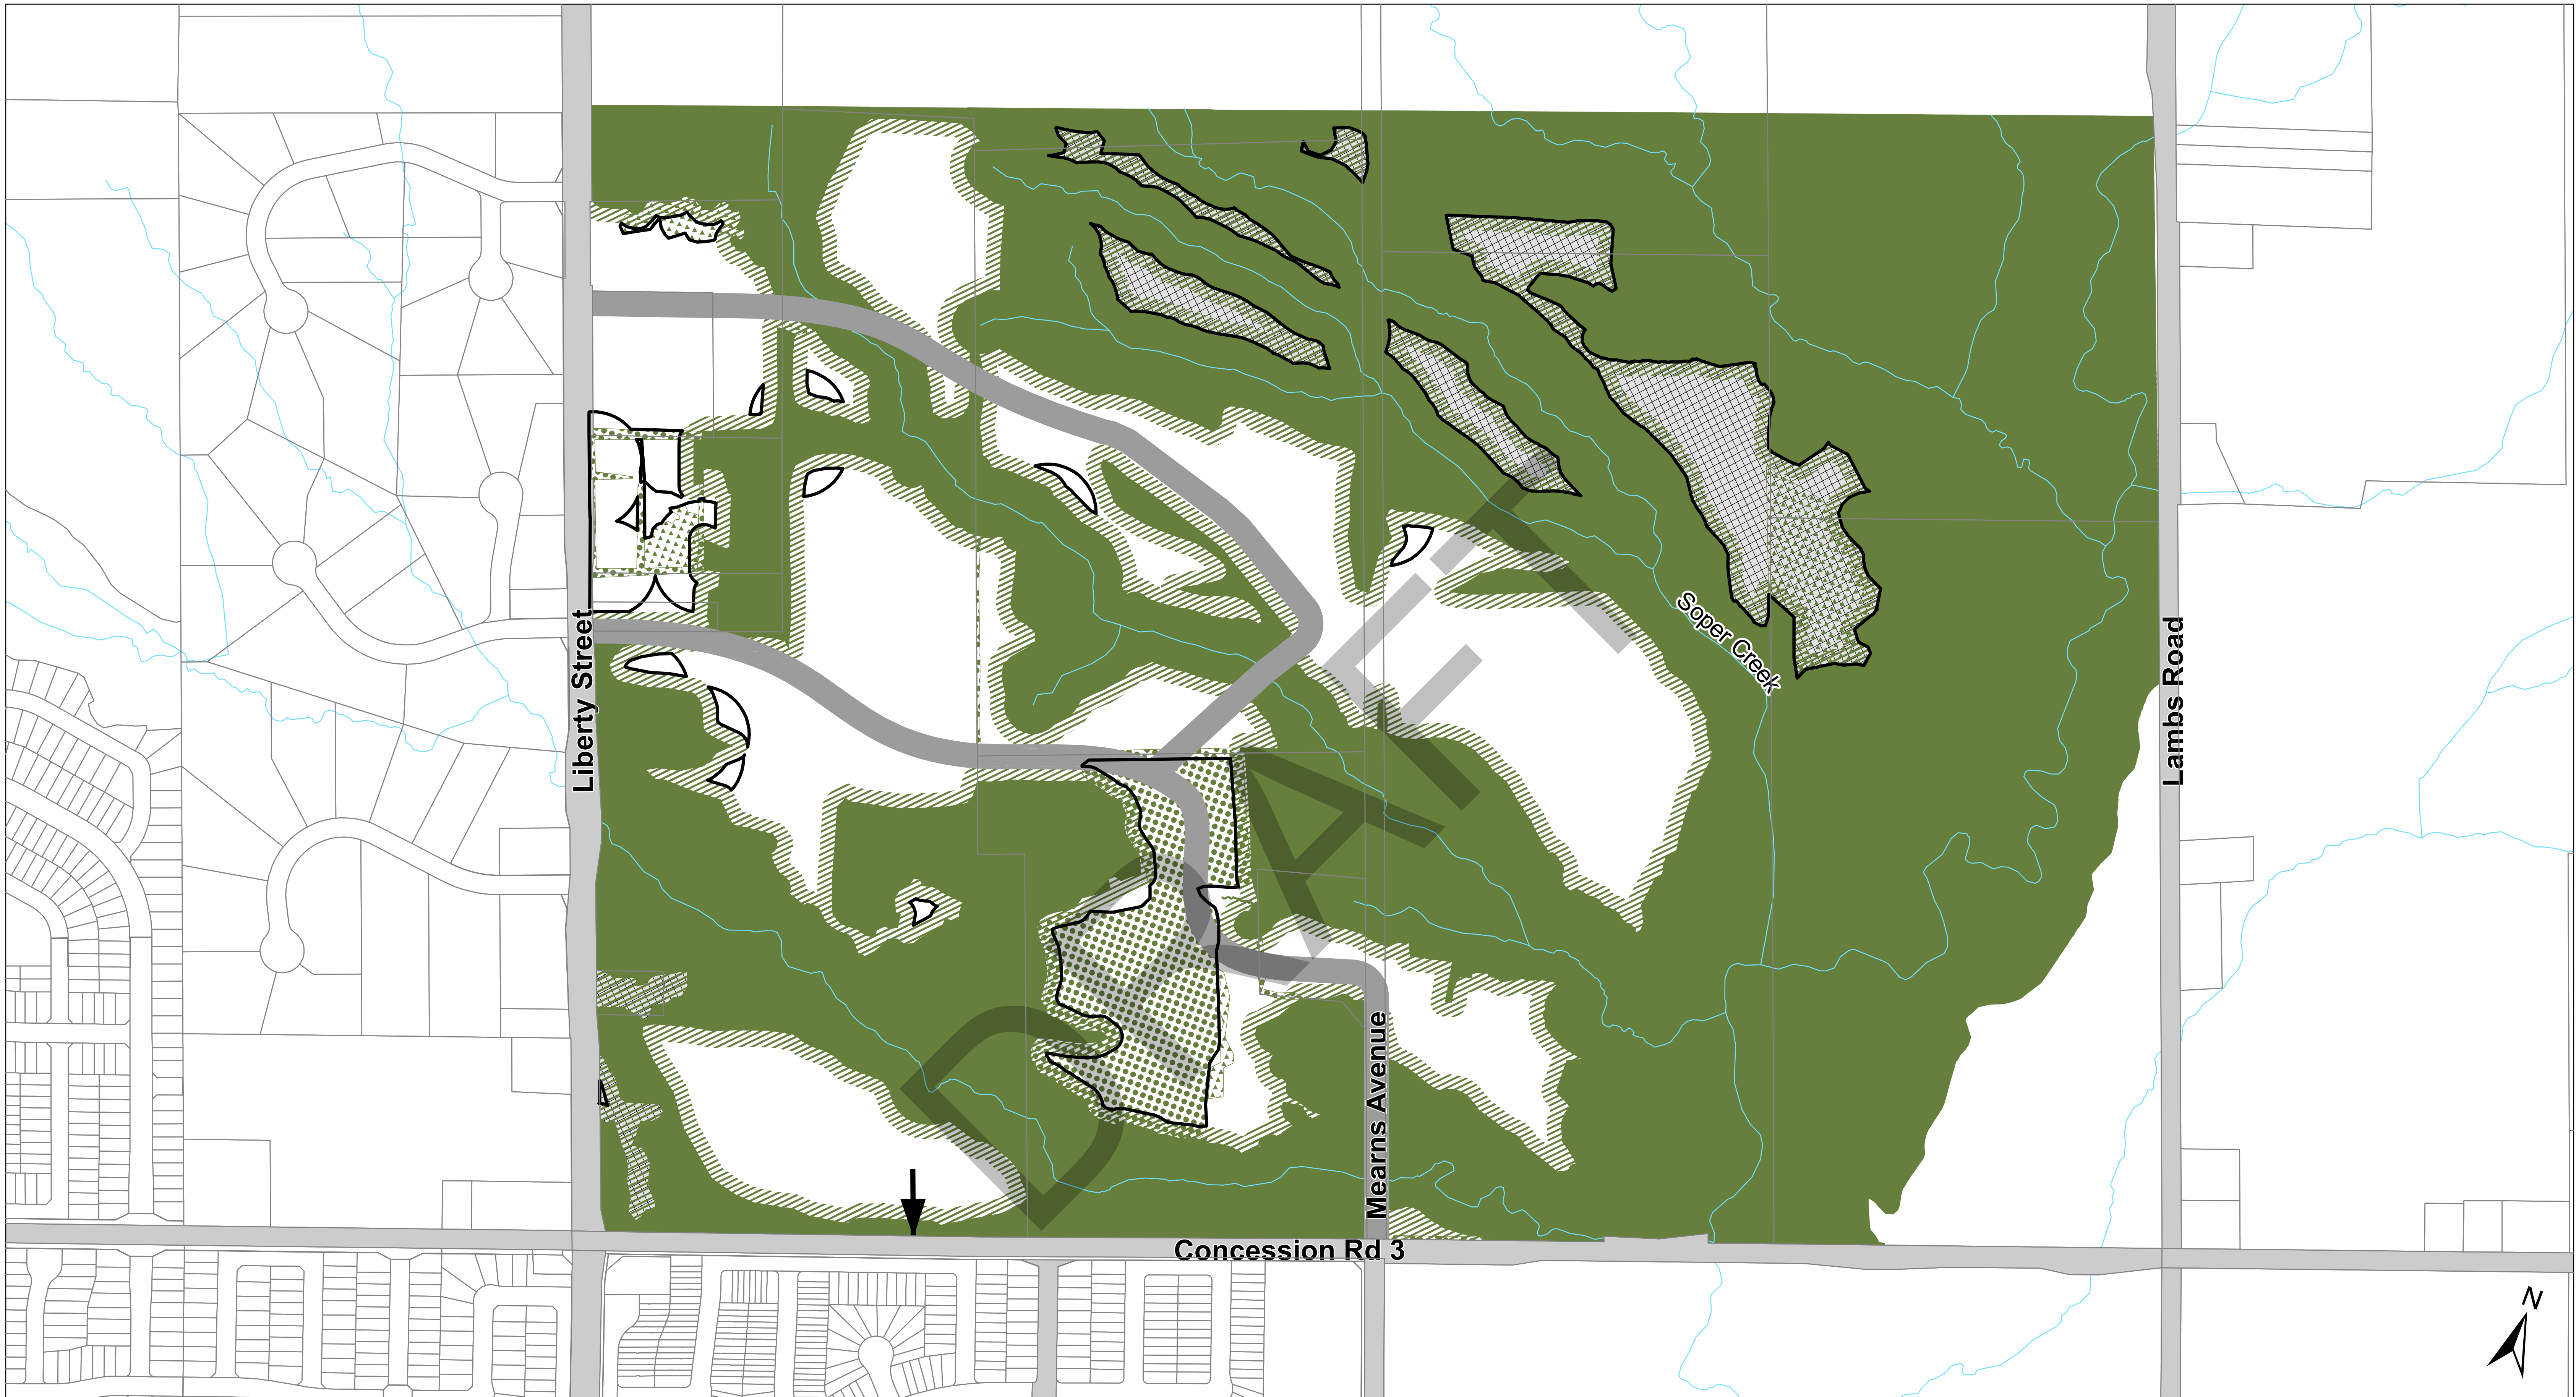 Soper Creek
Liberty Street
Lambs Road
DRAFT
Mearns Avenue
Concession Rd 3
N